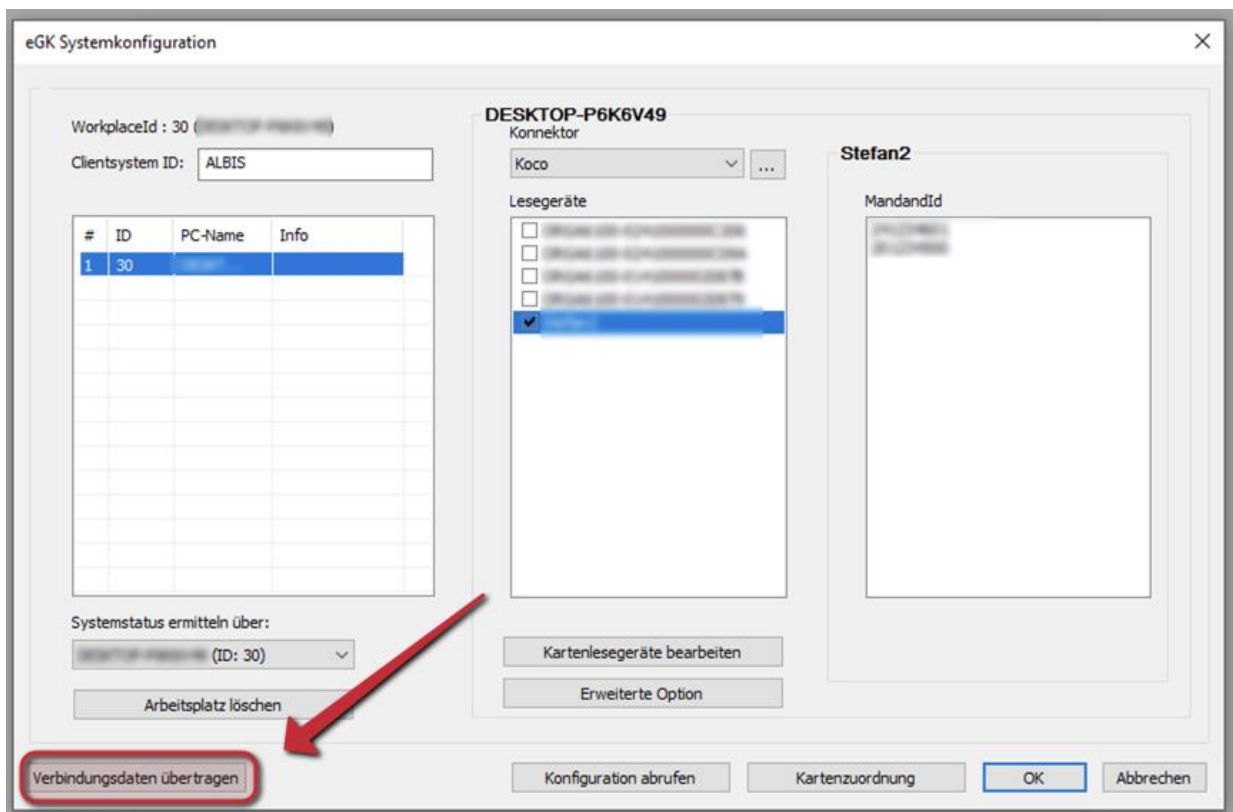 eGK Systemkonfiguration
WorkplaceId : 30 (
Clientsystem ID: ALBIS
# ID PC-Name Info
1 30
Systemstatus ermitteln über:
(ID: 30)
Arbeitsplatz löschen
DESKTOP-P6K6V49
Konnektor
Koco
...
Lesegeräte
Kartenlesegeräte bearbeiten
Erweiterte Option
Stefan2
MandandId
Verbindungsdaten übertragen
Konfiguration abrufen
Kartenzuordnung
OK
Abbrechen